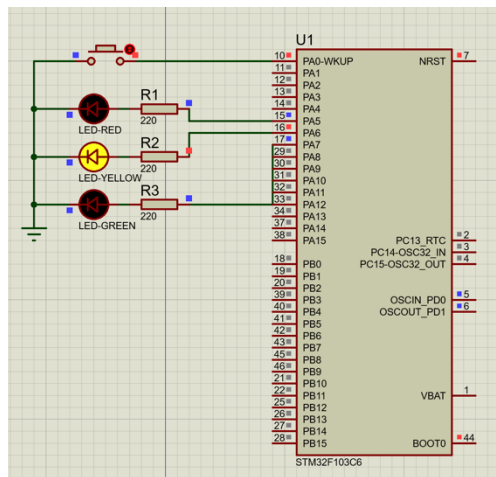 U1
10 PA0-WKUP NRST 7
11 PA1
12 PA2
13 PA3
14 PA4
15 PA5
16 PA6
17 PA7
29 PA8
30 PA9
31 PA10
32 PA11
33 PA12
34 PA13
37 PA14
38 PA15 PC13_RTC 2
PC14-OSC32_IN 3
18 PB0 PC15-OSC32_OUT 4
19 PB1
20 PB2
39 PB3 OSCIN_PD0 5
40 PB4 OSCOUT_PD1 6
41 PB5
42 PB6
43 PB7
45 PB8
46 PB9
21 PB10
22 PB11 VBAT 1
25 PB12
26 PB13
27 PB14
28 PB15 BOOT0 44
STM32F103C6
R1
220
LED-RED
R2
220
LED-YELLOW
R3
220
LED-GREEN